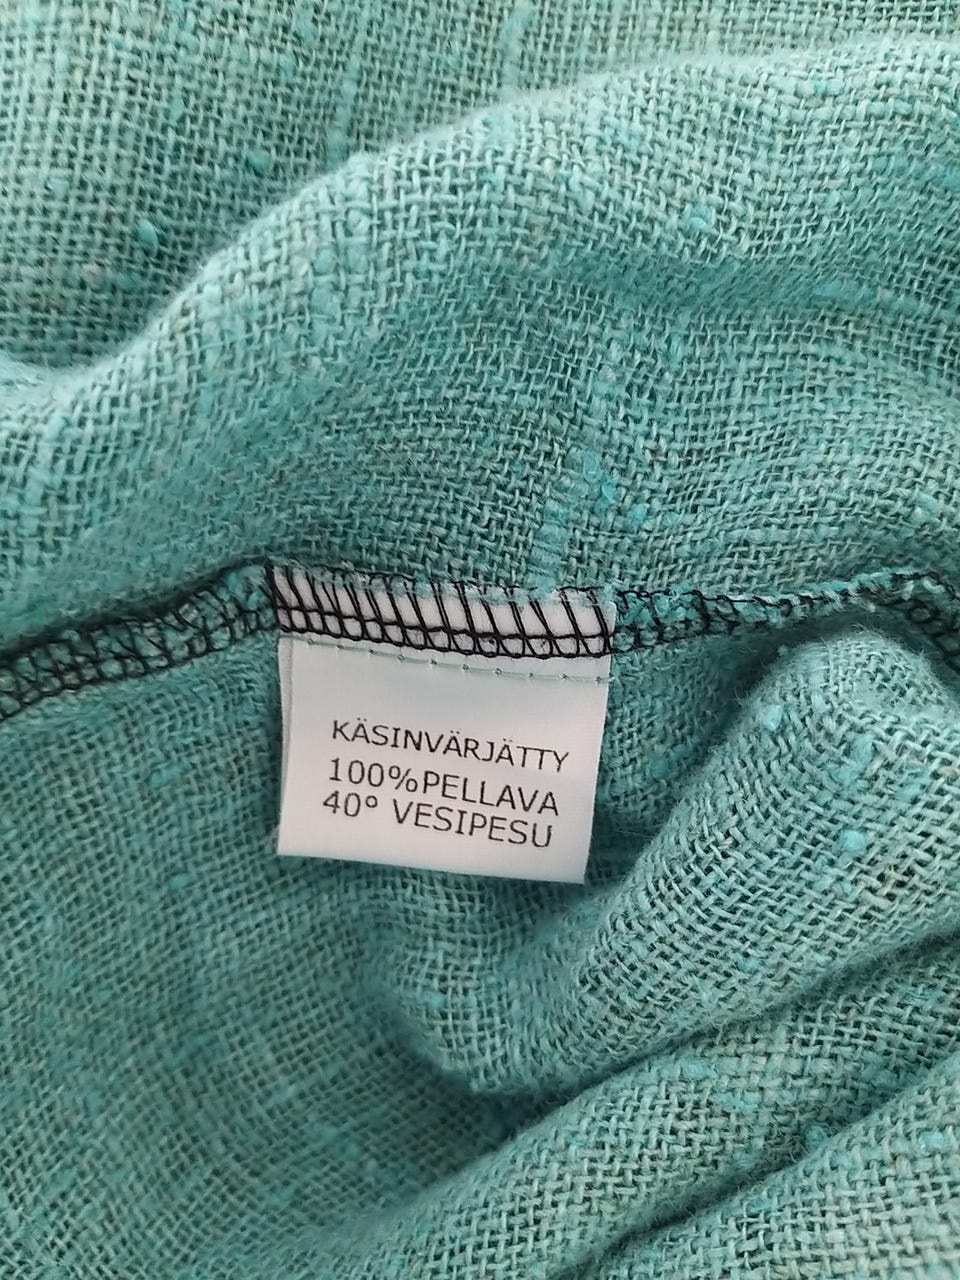 KÄSINVÄRJÄTTY
100%PELLAVA
40° VESIPESU